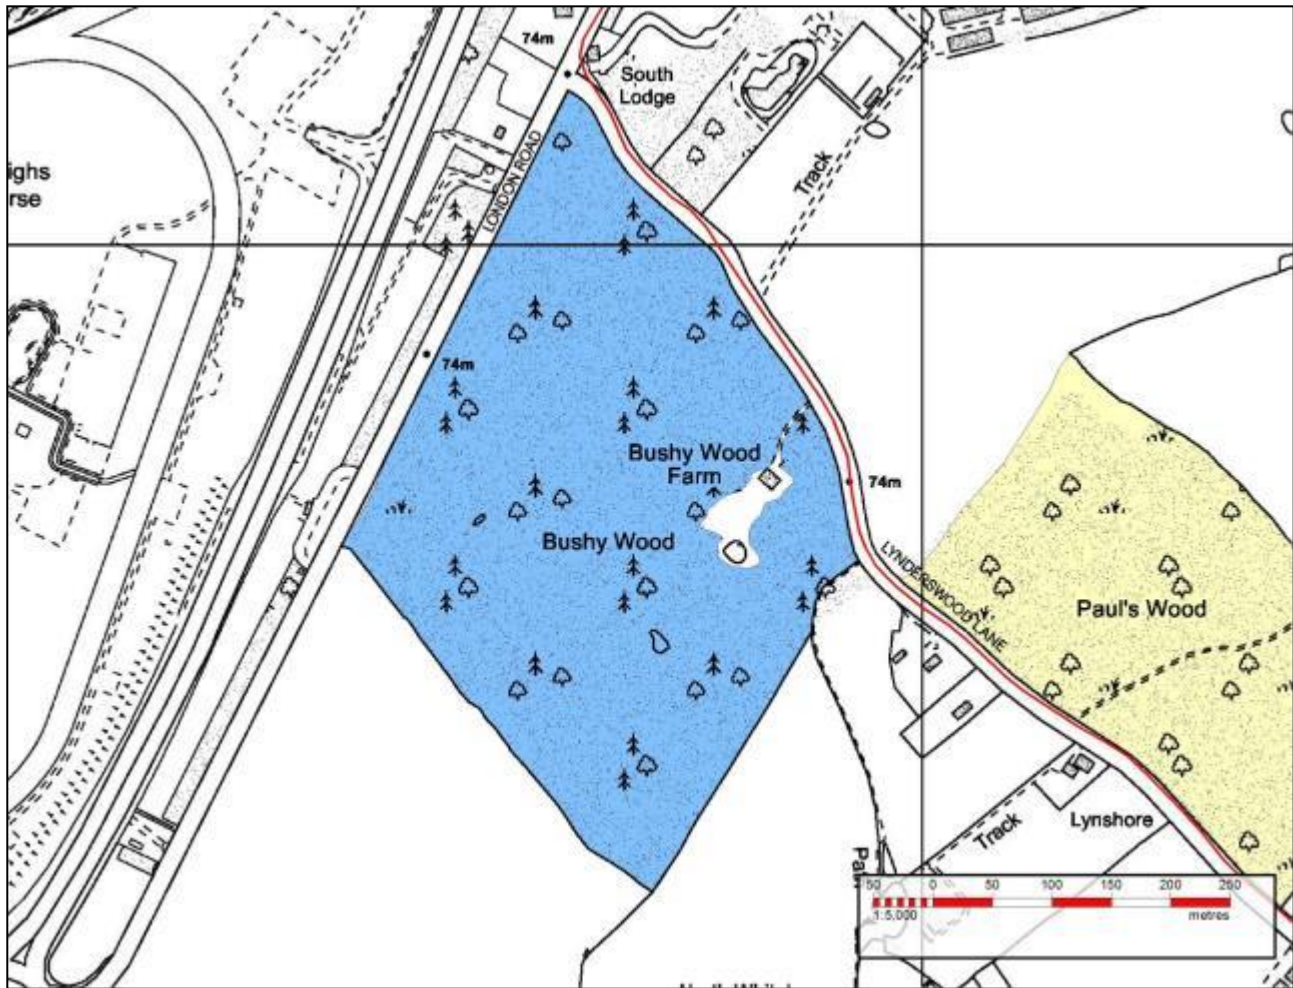 74m
South
Lodge
ighs
rse
LONDON ROAD
Track
74m
Bushy Wood
Farm
74m
Bushy Wood
LYNDERSWOOD LANE
Paul's Wood
Track
Lynshore
50 0 50 100 150 200 250
1:5,000 metres